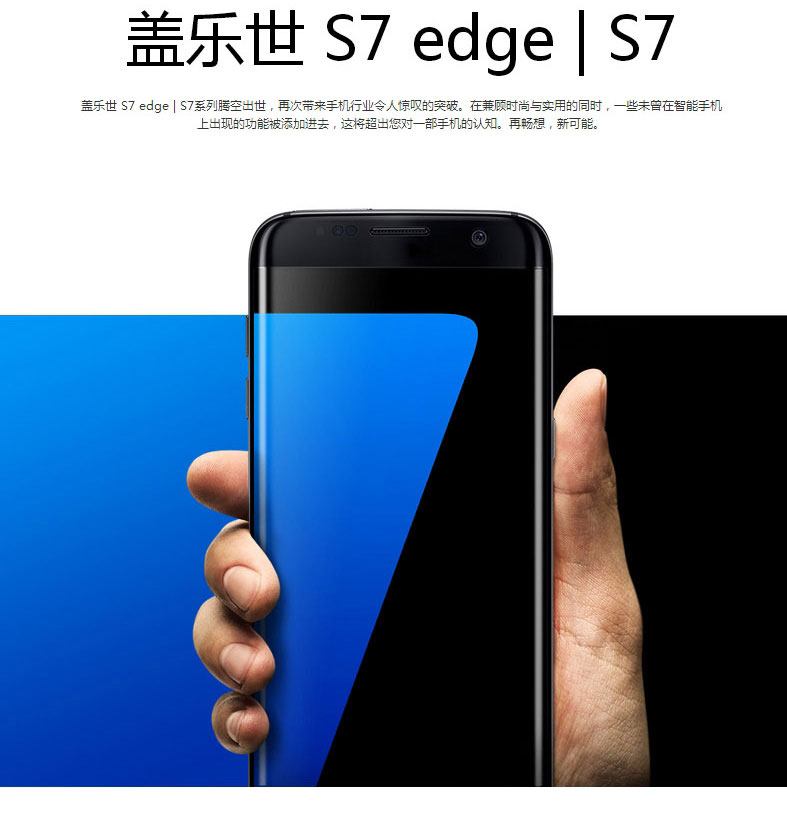 盖乐世 S7 edge | S7
盖乐世 S7 edge | S7系列腾空出世，再次带来手机行业令人惊叹的突破。在兼顾时尚与实用的同时，一些未曾在智能手机
上出现的功能被添加进去，这将超出您对一部手机的认知。再畅想，新可能。